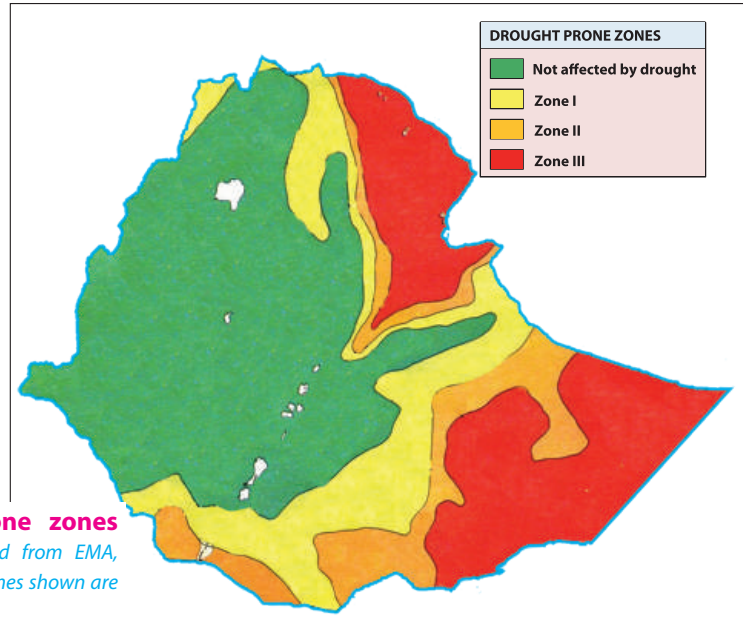 DROUGHT PRONE ZONES
Not affected by drought
Zone I
Zone II
Zone III
zones
from EMA,
shown are